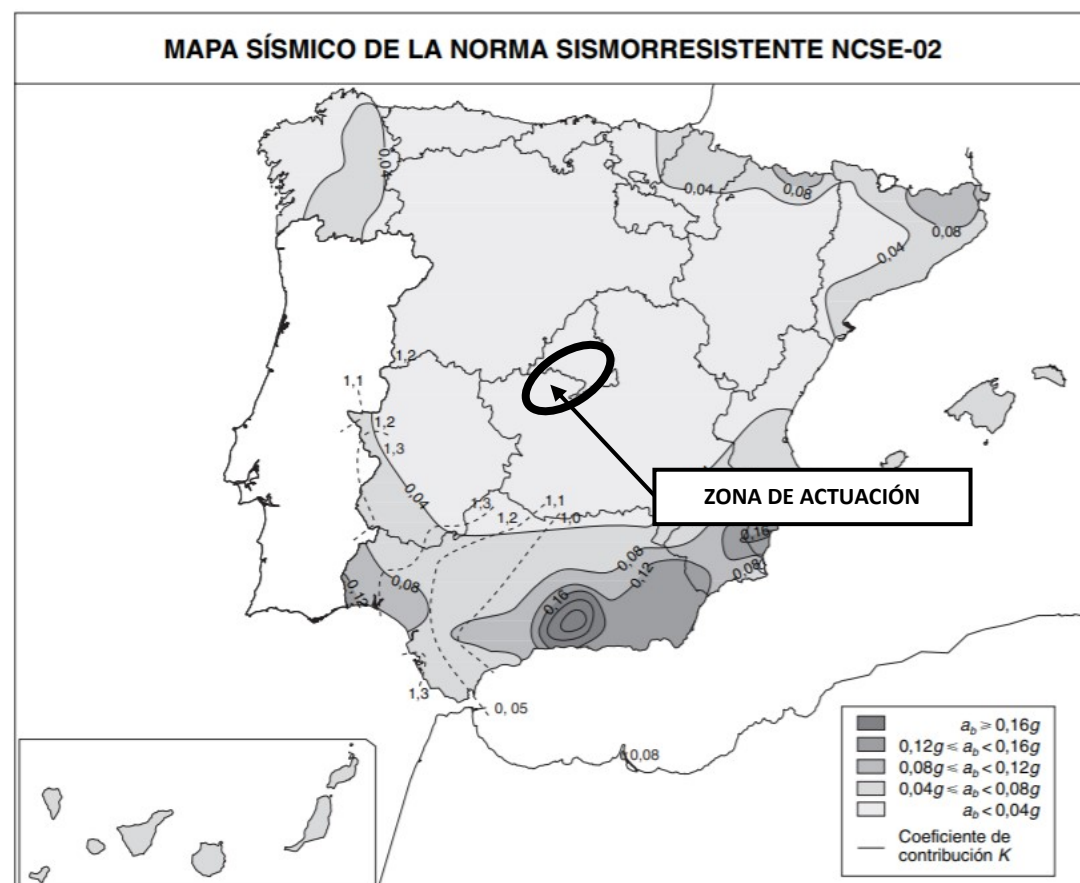 MAPA SÍSMICO DE LA NORMA SISMORRESISTENTE NCSE-02
0,04
0,04
0,08
0,08
0,04
1,2
1,1
1,2
1,3
0,04
1,3
1,2
1,1
1,0
ZONA DE ACTUACIÓN
0,16
0,08
0,12
0,08
0,08
0,12
0,16
1,3
0,05
0,08
a_b ≥ 0,16g
0,12g ≤ a_b < 0,16g
0,08g ≤ a_b < 0,12g
0,04g ≤ a_b < 0,08g
a_b < 0,04g
Coeficiente de
contribución K